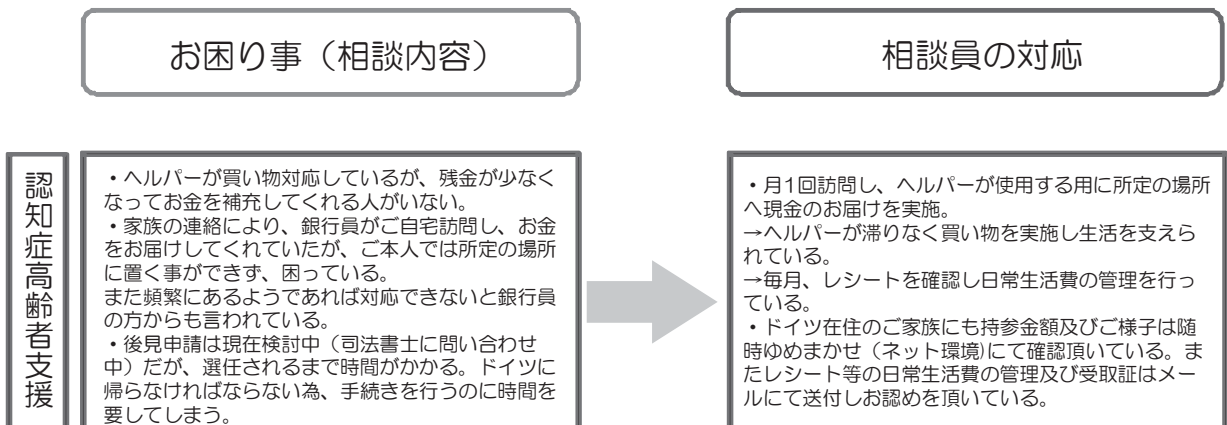 お困り事（相談内容）
相談員の対応
認知症高齢者支援
・ヘルパーが買い物対応しているが、残金が少なく
なってお金を補充してくれる人がいない。
・家族の連絡により、銀行員がご自宅訪問し、お金
をお届けしてくれていたが、ご本人では所定の場所
に置く事ができず、困っている。
また頻繁にあるようであれば対応できないと銀行員
の方からも言われている。
・後見申請は現在検討中（司法書士に問い合わせ
中）だが、選任されるまで時間がかかる。ドイツに
帰らなければならない為、手続きを行うのに時間を
要してしまう。
・月1回訪問し、ヘルパーが使用する用に所定の場所
へ現金のお届けを実施。
→ヘルパーが滞りなく買い物を実施し生活を支えら
れている。
→毎月、レシートを確認し日常生活費の管理を行っ
ている。
・ドイツ在住のご家族にも持参金額及びご様子は随
時ゆめまかせ（ネット環境)にて確認頂いている。ま
たレシート等の日常生活費の管理及び受取証はメー
ルにて送付しお認めを頂いている。